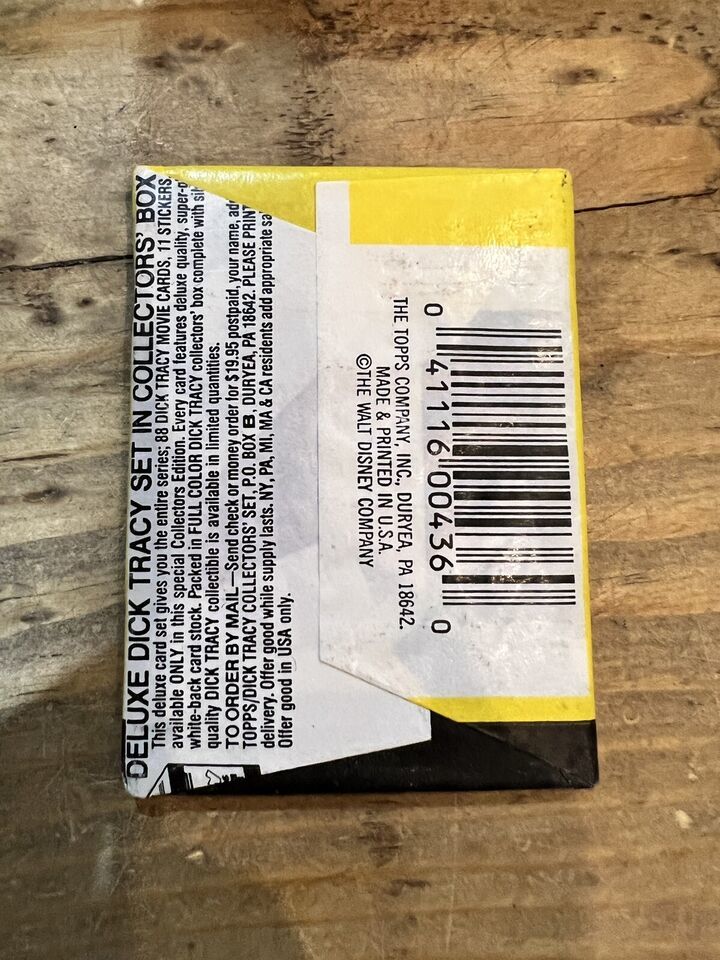 DELUXE DICK TRACY SET IN COLLECTORS' BOX
This deluxe card set gives you the entire series; 88 DICK TRACY MOVIE CARDS, 11 STICKERS,
available ONLY in this special Collectors Edition. Every card features deluxe quality,
white-back card stock. Packed in FULL COLOR DICK TRACY collectors' box complete with
quality DICK TRACY collectible is available in limited quantities.
TO ORDER BY MAIL—Send check or money order for $19.95 postpaid, your name,
TOPPS/DICK TRACY COLLECTORS' SET, P.O. BOX B, DURYEA, PA 18642. PLEASE PRINT
delivery. Offer good while supply lasts. NY, PA, MI, MA & CA residents add appropriate
Offer good in USA only.
0 41116 00436 0
THE TOPPS COMPANY, INC., DURYEA, PA 18642.
MADE & PRINTED IN U.S.A.
©THE WALT DISNEY COMPANY